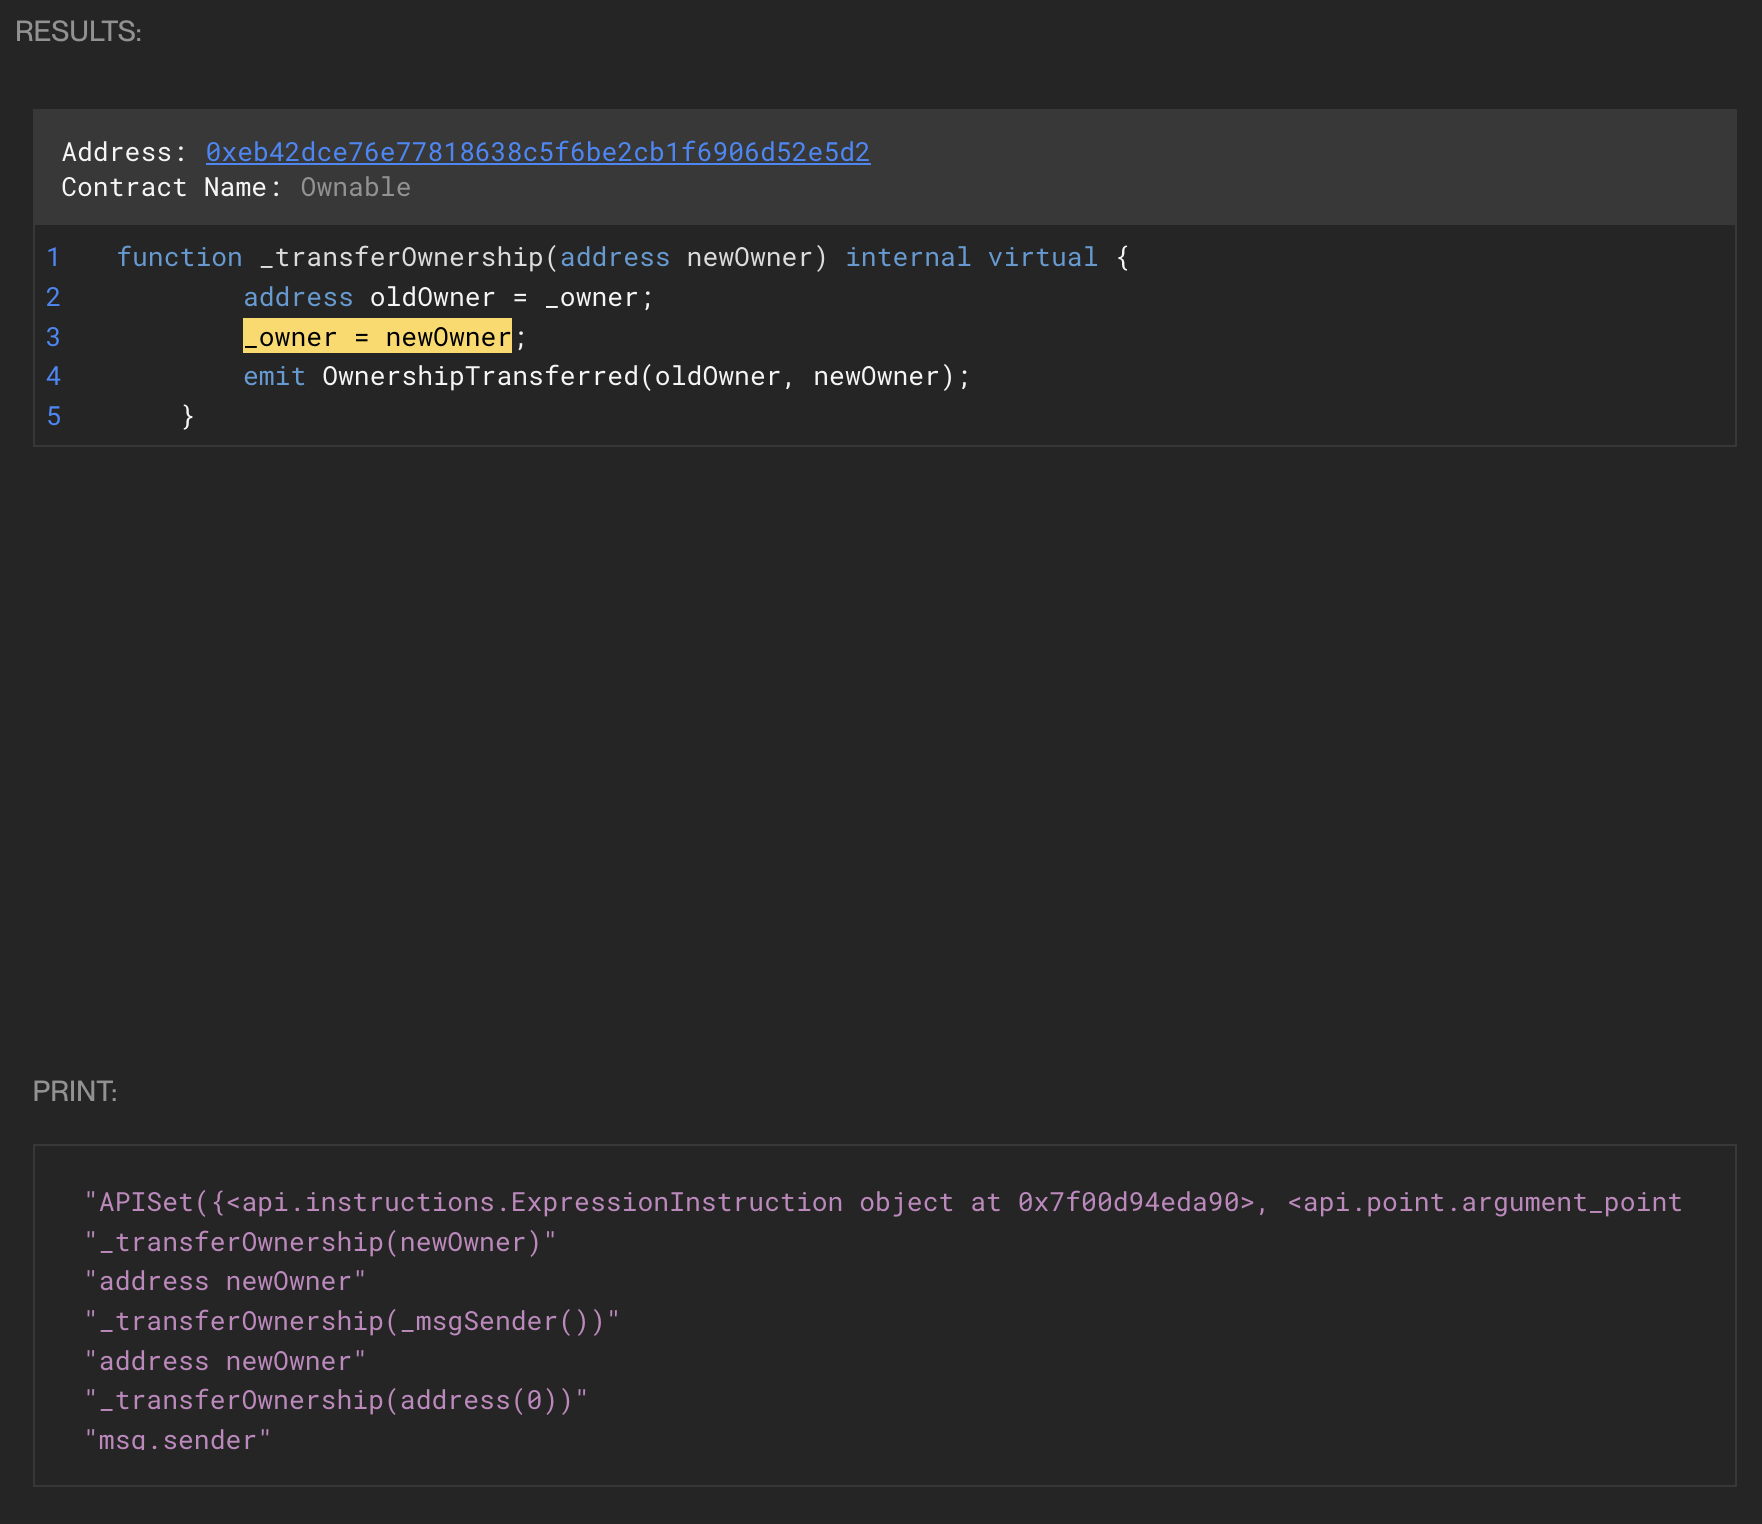 RESULTS:
Address: 0xeb42dce76e77818638c5f6be2cb1f6906d52e5d2
Contract Name: Ownable
1 function _transferOwnership(address newOwner) internal virtual {
2 address oldOwner = _owner;
3 _owner = newOwner;
4 emit OwnershipTransferred(oldOwner, newOwner);
5 }
PRINT:
"APISet({<api.instructions.ExpressionInstruction object at 0x7f00d94eda90>, <api.point.argument_point
"_transferOwnership(newOwner)"
"address newOwner"
"_transferOwnership(_msgSender())"
"address newOwner"
"_transferOwnership(address(0))"
"msg.sender"